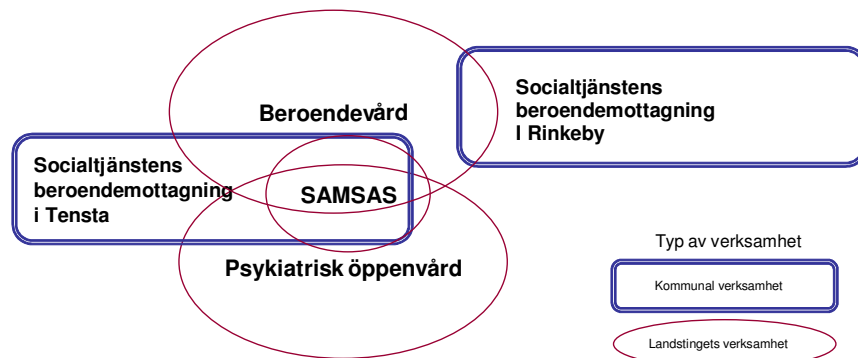 Beroendevård
Socialtjänstens
beroendemottagning
I Rinkeby
Socialtjänstens
beroendemottagning
i Tensta
SAMSAS
Psykiatrisk öppenvård
Typ av verksamhet
Kommunal verksamhet
Landstingets verksamhet